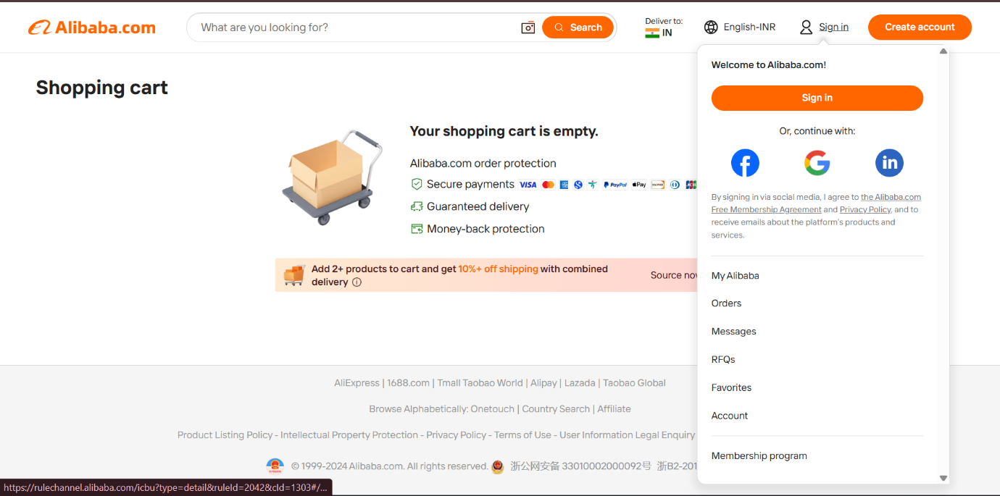 Alibaba.com
What are you looking for?
Search
Deliver to:
IN
English-INR
Sign in
Create account
Shopping cart
Your shopping cart is empty.
Alibaba.com order protection
Secure payments VISA PayPal Pay
Guaranteed delivery
Money-back protection
Add 2+ products to cart and get 10%+ off shipping with combined
delivery
Source now
Welcome to Alibaba.com!
Sign in
Or, continue with:
By signing in via social media, I agree to the Alibaba.com
Free Membership Agreement and Privacy Policy, and to
receive emails about the platform's products and
services.
My Alibaba
Orders
Messages
RFQs
Favorites
Account
Membership program
AliExpress | 1688.com | Tmall Taobao World | Alipay | Lazada | Taobao Global
Browse Alphabetically: Onetouch | Country Search | Affiliate
Product Listing Policy - Intellectual Property Protection - Privacy Policy - Terms of Use - User Information Legal Enquiry
© 1999-2024 Alibaba.com. All rights reserved. 浙公网安备 33010002000092号 浙B2-201
https://rulechannel.alibaba.com/icbu?type=detail&ruleId=2042&cId=1303#/...